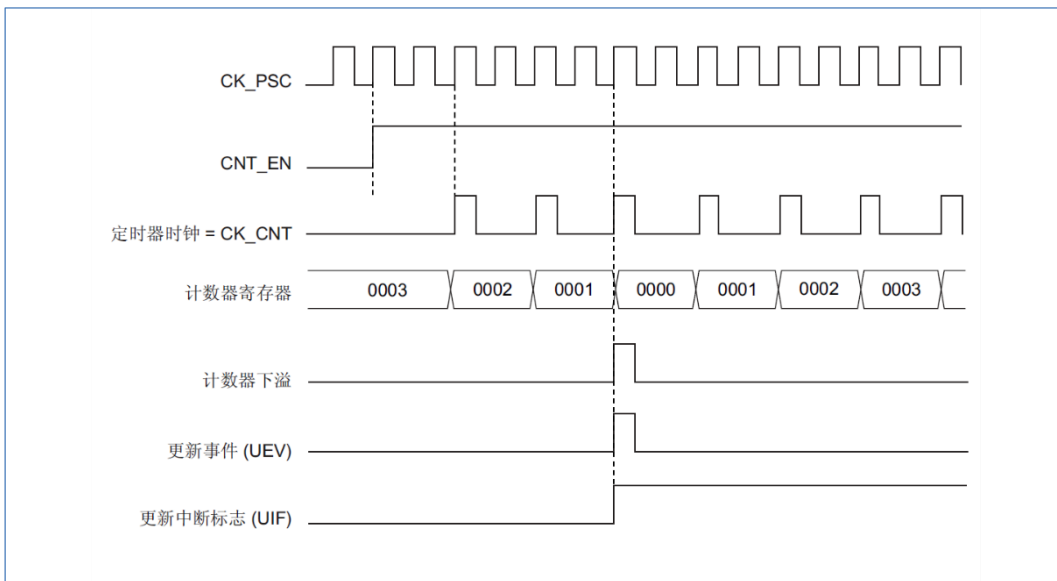 CK_PSC
CNT_EN
定时器时钟 = CK_CNT
计数器寄存器 0003 0002 0001 0000 0001 0002 0003
计数器下溢
更新事件 (UEV)
更新中断标志 (UIF)